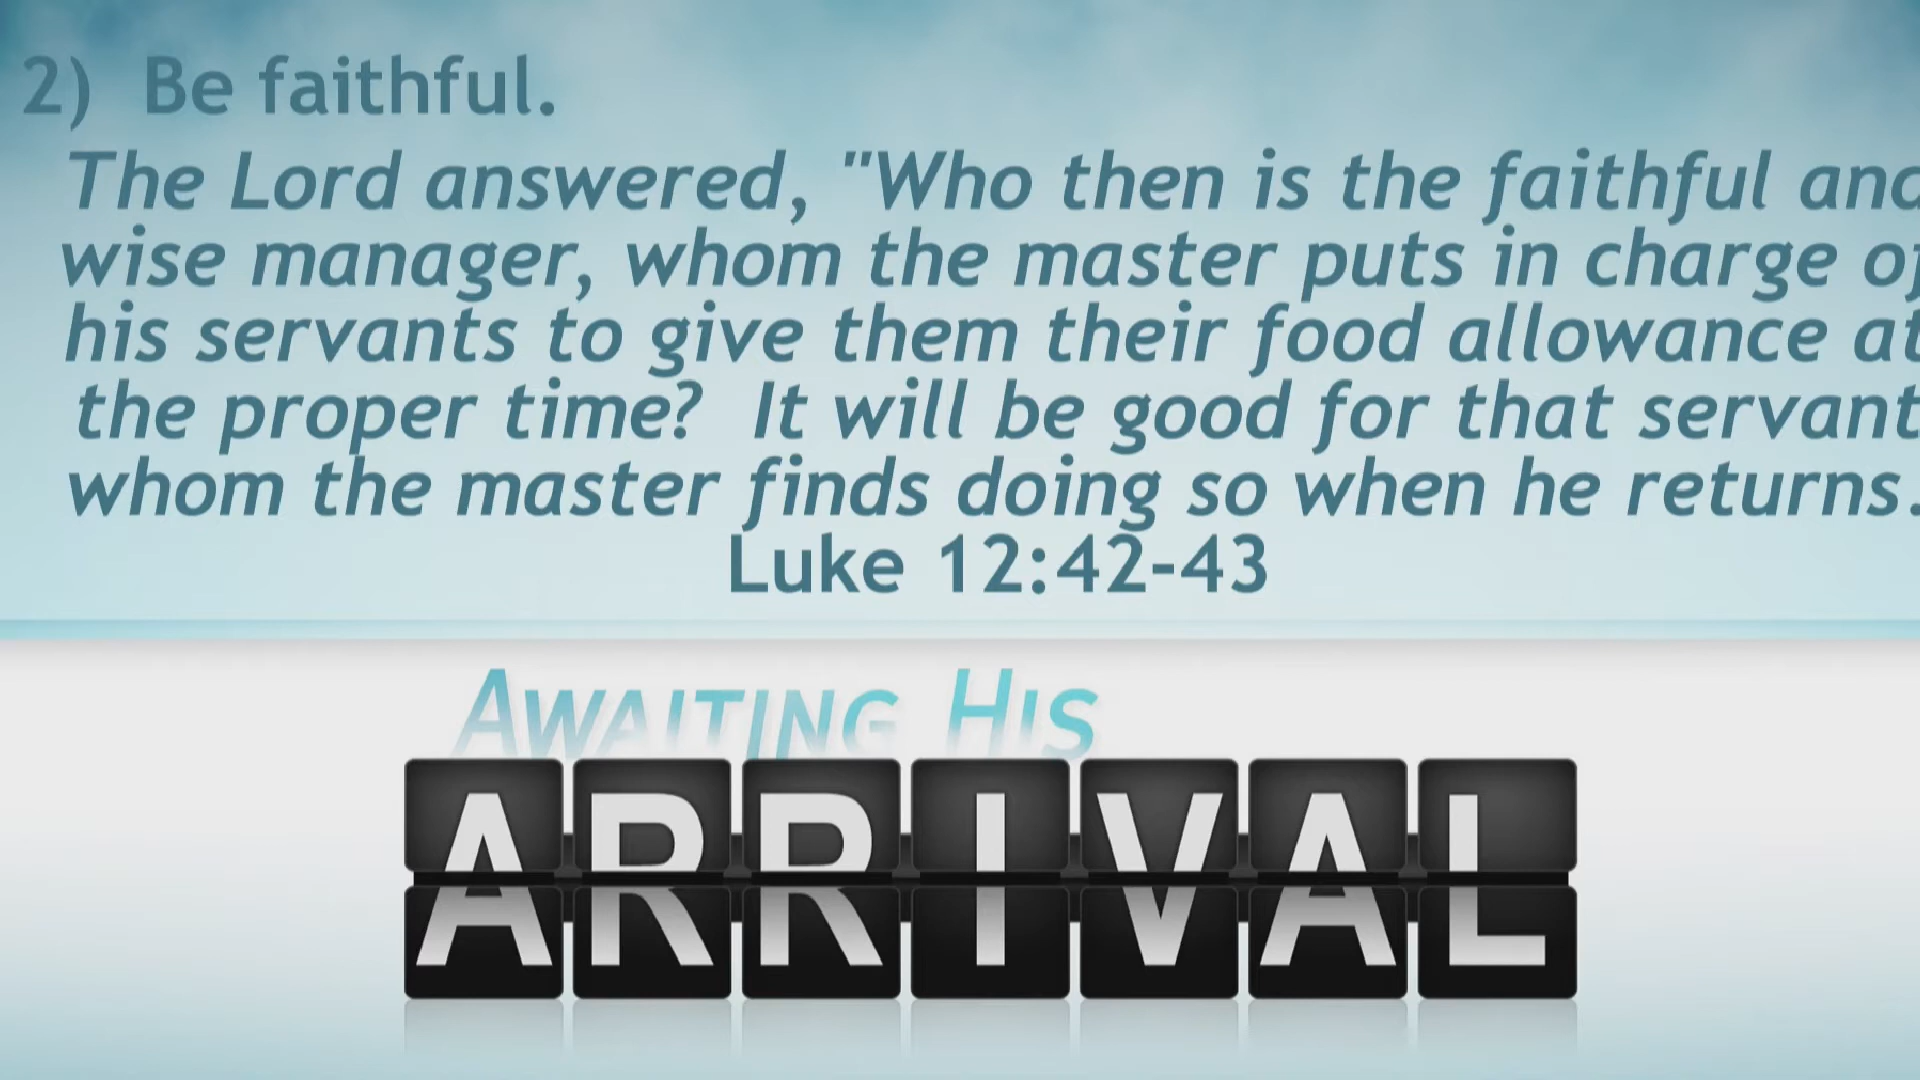 2) Be faithful.
The Lord answered, "Who then is the faithful and
wise manager, whom the master puts in charge of
his servants to give them their food allowance at
the proper time? It will be good for that servant
whom the master finds doing so when he returns.
Luke 12:42-43
AWAITING HIS
ARRIVAL